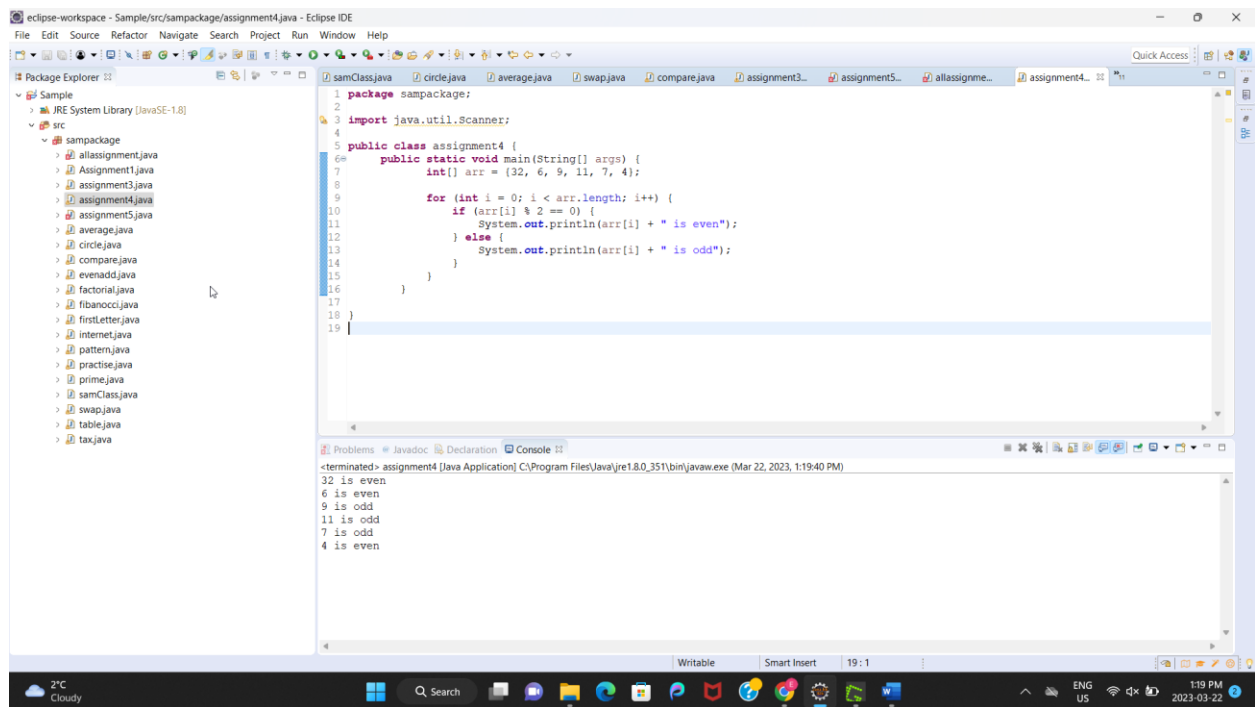 eclipse-workspace - Sample/src/sampackage/assignment4.java - Eclipse IDE
File Edit Source Refactor Navigate Search Project Run Window Help
Quick Access
Package Explorer
samClass.java circle.java average.java swap.java compare.java assignment3... assignment5... allassignme... assignment4... 11
Sample
JRE System Library [JavaSE-1.8]
src
sampackage
allassignment.java
Assignment1.java
assignment3.java
assignment4.java
assignment5.java
average.java
circle.java
compare.java
evenadd.java
factorial.java
fibanocci.java
firstLetter.java
internet.java
pattern.java
practise.java
prime.java
samClass.java
swap.java
table.java
tax.java
1 package sampackage;
2
3 import java.util.Scanner;
4
5 public class assignment4 {
6 public static void main(String[] args) {
7 int[] arr = {32, 6, 9, 11, 7, 4};
8
9 for (int i = 0; i < arr.length; i++) {
10 if (arr[i] % 2 == 0) {
11 System.out.println(arr[i] + " is even");
12 } else {
13 System.out.println(arr[i] + " is odd");
14 }
15 }
16 }
17
18 }
19
Problems Javadoc Declaration Console
<terminated> assignment4 [Java Application] C:\Program Files\Java\jre1.8.0_351\bin\javaw.exe (Mar 22, 2023, 1:19:40 PM)
32 is even
6 is even
9 is odd
11 is odd
7 is odd
4 is even
Writable Smart Insert 19 : 1
2°C
Cloudy
Search
ENG
US
1:19 PM
2023-03-22
2